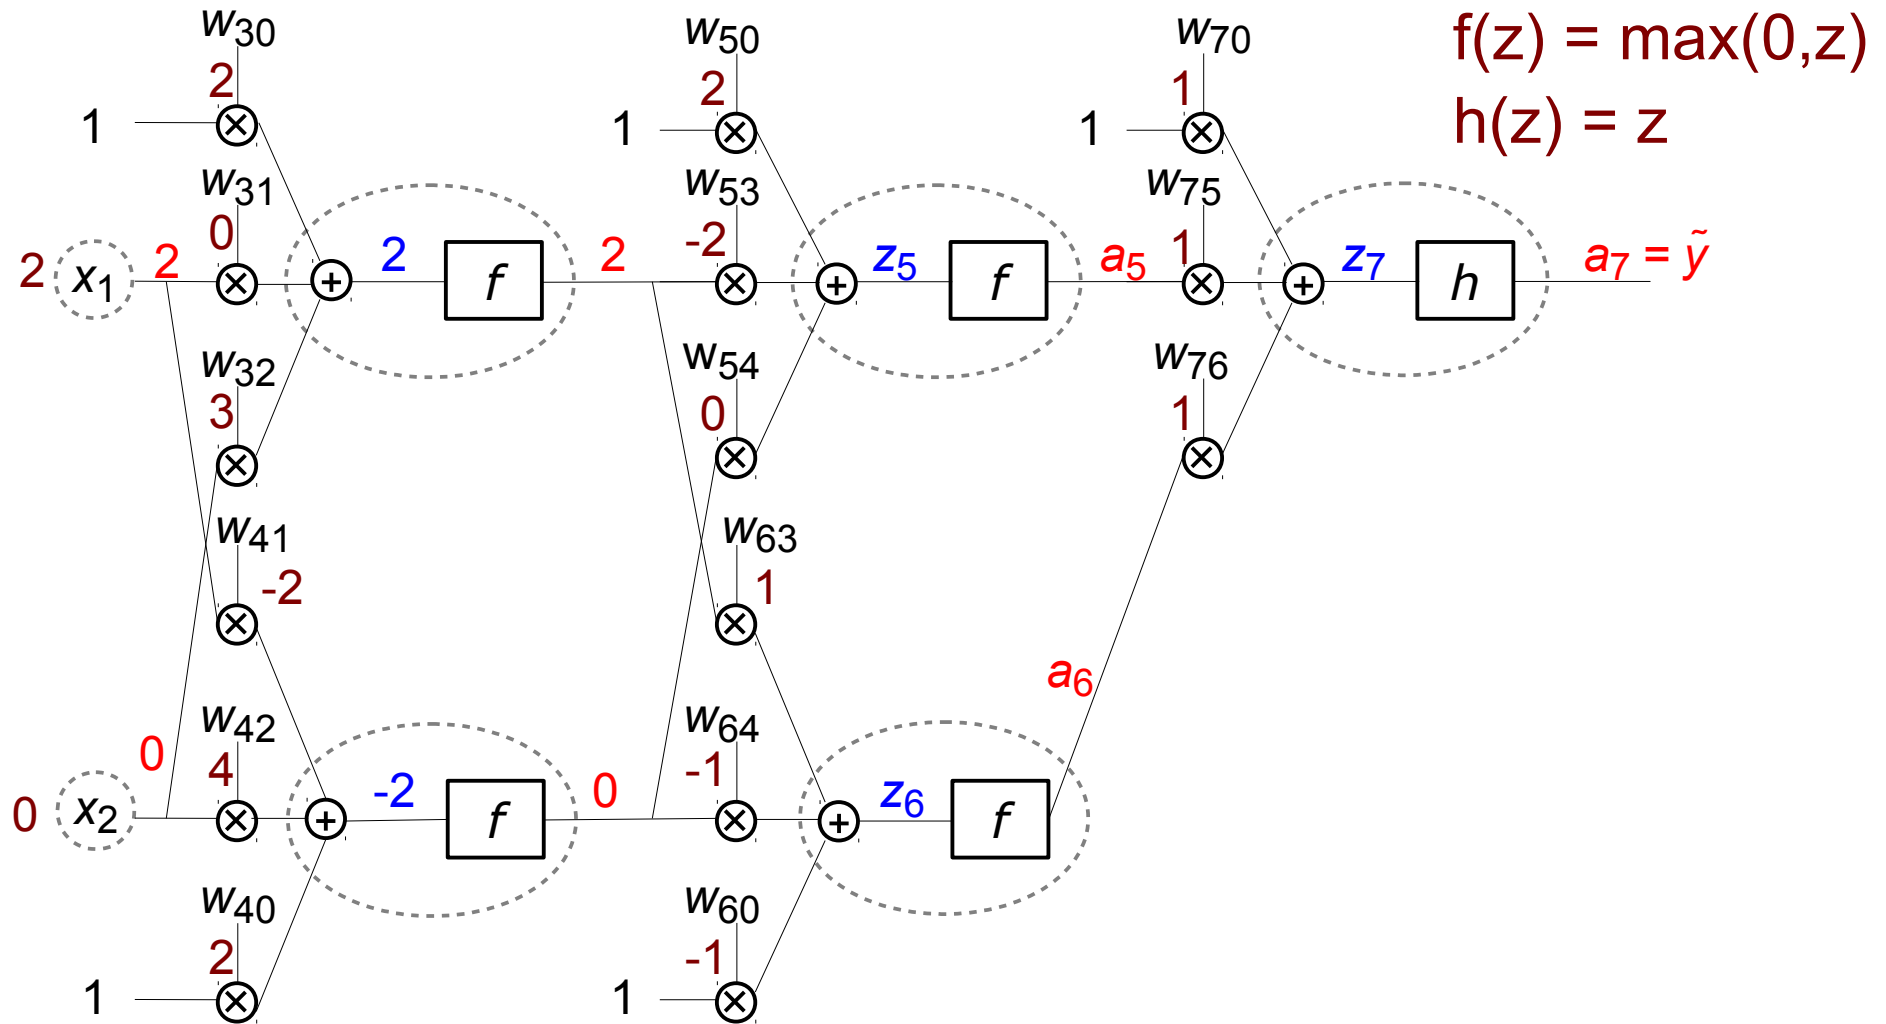 w30
w50
w70
f(z) = max(0,z)
2
2
1
1
1
1
h(z) = z
w31
w53
w75
0
-2
1
2
x1
2
2
f
2
z5
f
a5
z7
h
a7 = ỹ
w32
w54
w76
3
0
1
w41
w63
-2
1
a6
w42
w64
0
4
-1
0
x2
-2
f
0
z6
f
w40
w60
2
-1
1
1